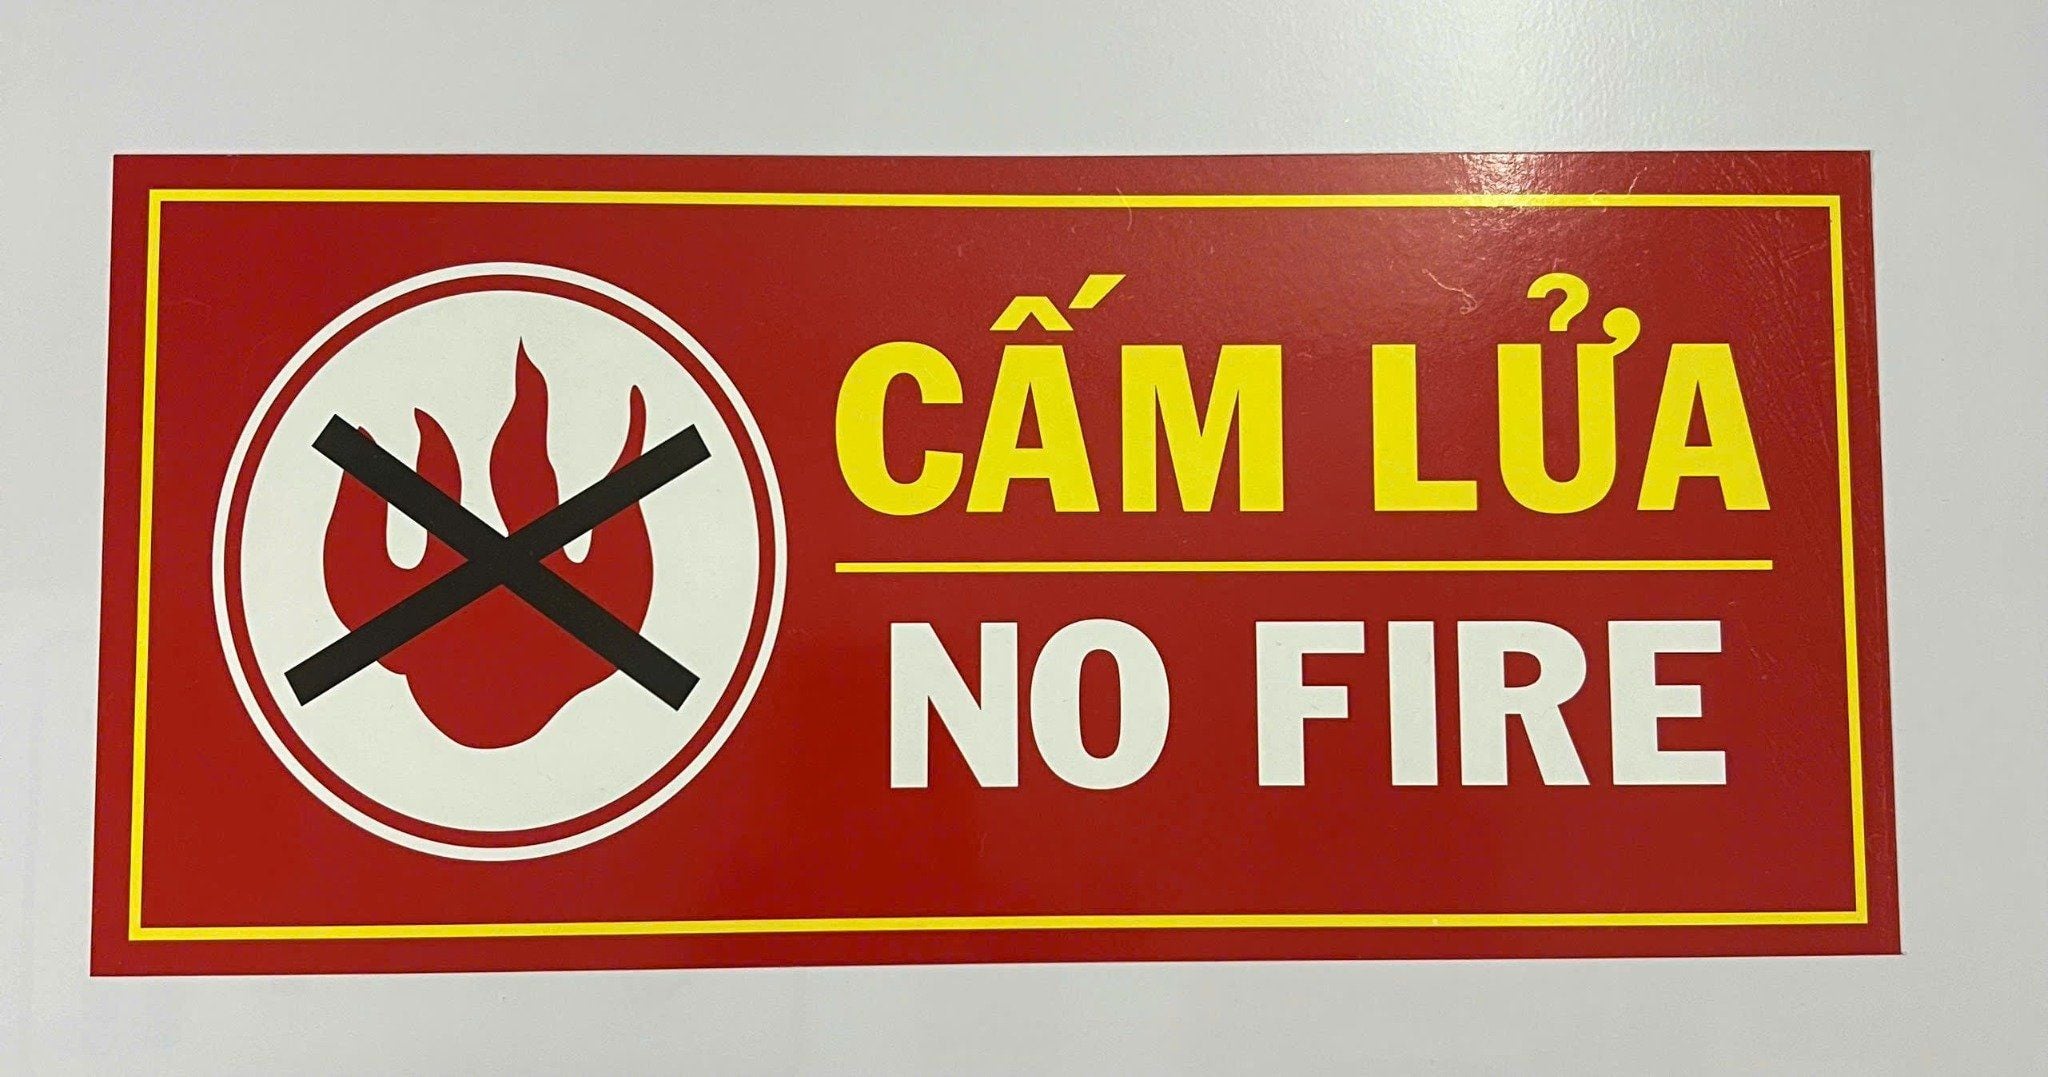 CẤM LỬA
NO FIRE